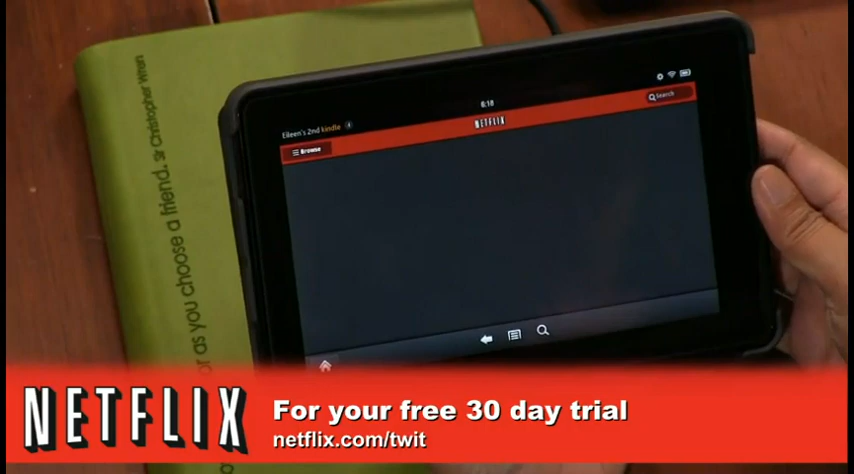 or as you choose a friend. Sir Christopher Wren
6:18
Eileen's 2nd kindle 1
NETFLIX
Search
Browse
NETFLIX
For your free 30 day trial
netflix.com/twit